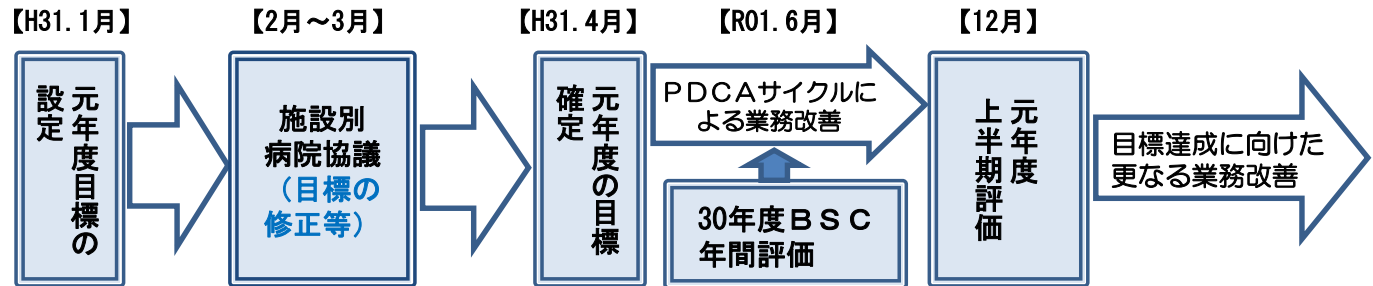 【H31.1月】
【2月～3月】
【H31.4月】
【R01.6月】
【12月】
元年度目標の
設定
施設別
病院協議
（目標の
修正等）
元年度の目標
確定
ＰＤＣＡサイクルに
よる業務改善
30年度ＢＳＣ
年間評価
元年度
上半期評価
目標達成に向けた
更なる業務改善